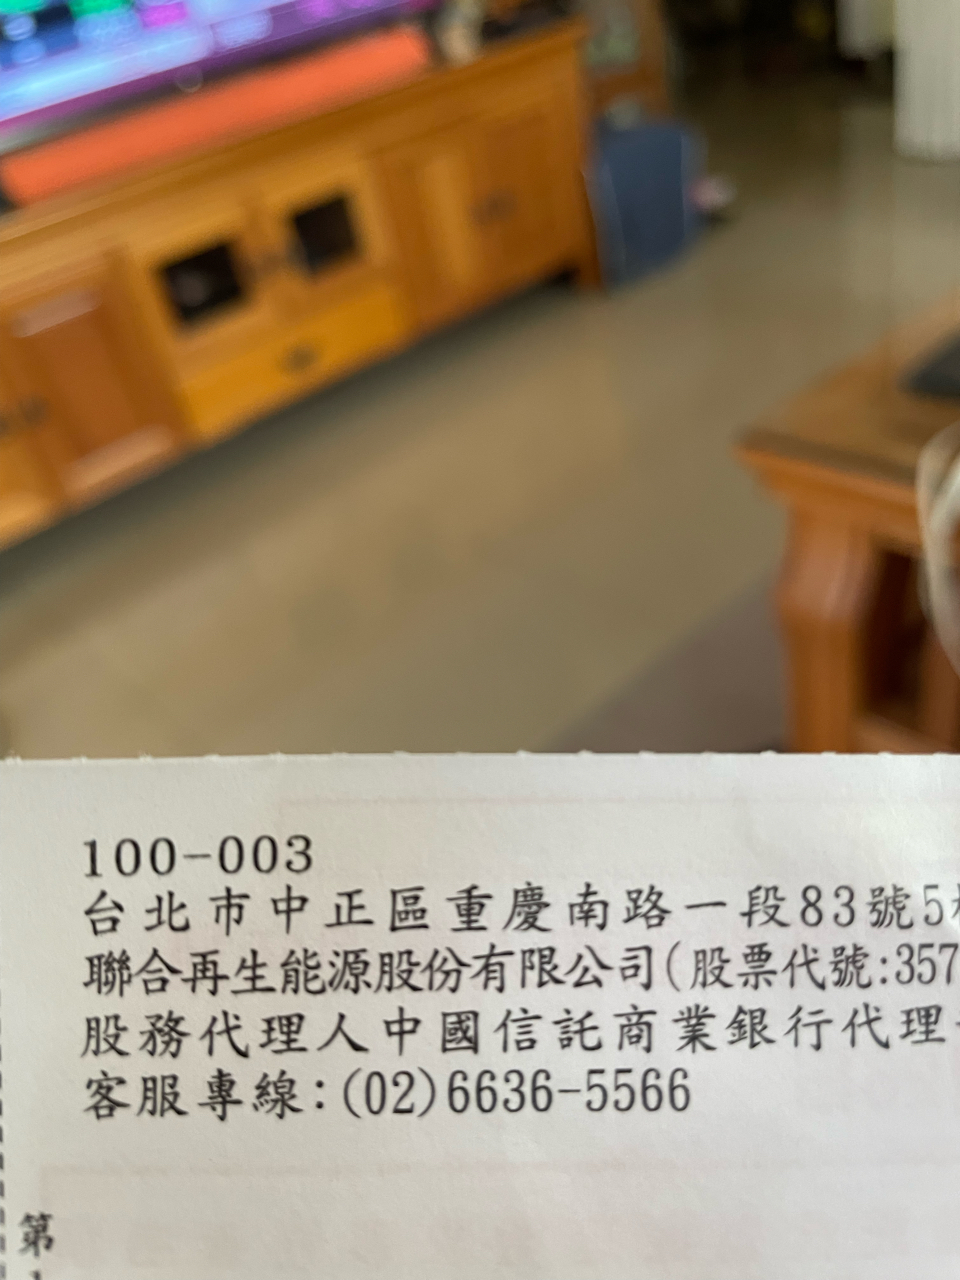 100-003
台北市中正區重慶南路一段83號5
聯合再生能源股份有限公司(股票代號:357
股務代理人中國信託商業銀行代理
客服專線:(02)6636-5566
第